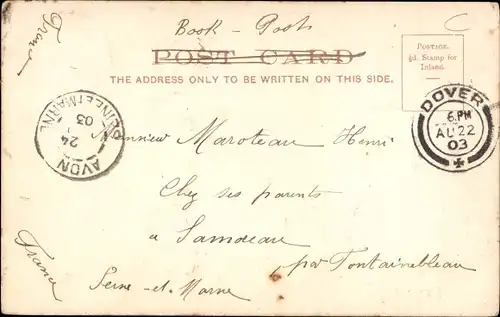 France
Book - Post
POST CARD
THE ADDRESS ONLY TO BE WRITTEN ON THIS SIDE.
POSTAGE.
½d. Stamp for
Inland.
DOVER
6. PM
AU 22
03
AVON
24
03
SEINE ET MARNE
Monsieur Maroteau Henri
Chez ses parents
à Samoreau
par Fontainebleau
Seine-et-Marne
France